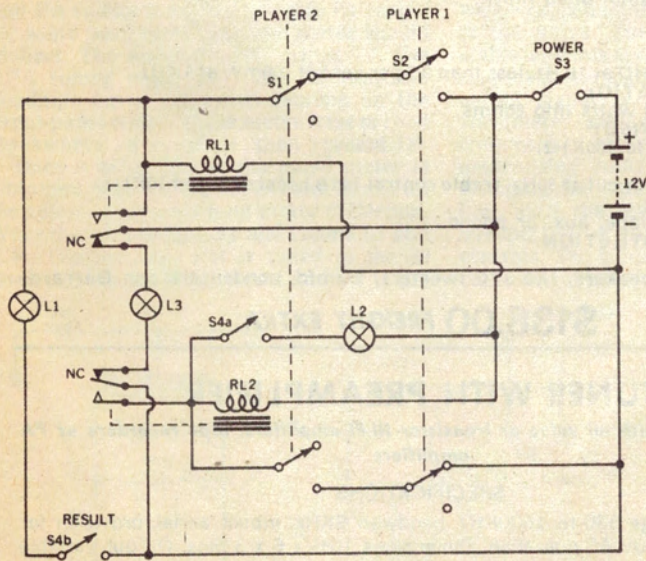 PLAYER 2 PLAYER 1
S1 S2 POWER
S3
RL1 +
12V
–
NC
L1 L3 S4a L2
NC RL2
RESULT
S4b